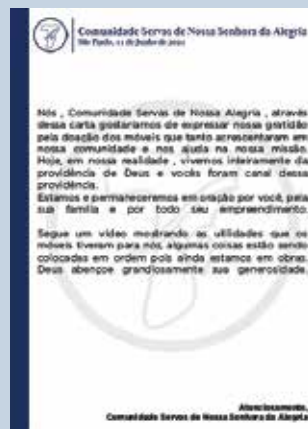 Comunidade Servas de Nossa Senhora da Alegria
São Paulo, 11 de Junho de 2021
Nós , Comunidade Servas de Nossa Alegria , através
dessa carta gostaríamos de expressar nossa gratidão
pela doação dos móveis que tanto acrescentaram em
nossa comunidade e nos ajuda na nossa missão.
Hoje, em nossa realidade , vivemos inteiramente da
providência de Deus e vocês foram canal dessa
providência.
Estamos e permaneceremos em oração por você, pela
sua família e por todo seu empreendimento.
Segue um vídeo mostrando as utilidades que os
móveis tiveram para nós, algumas coisas estão sendo
colocadas em ordem pois ainda estamos em obras.
Deus abençoe grandiosamente sua generosidade.
Atenciosamente,
Comunidade Servas de Nossa Senhora da Alegria